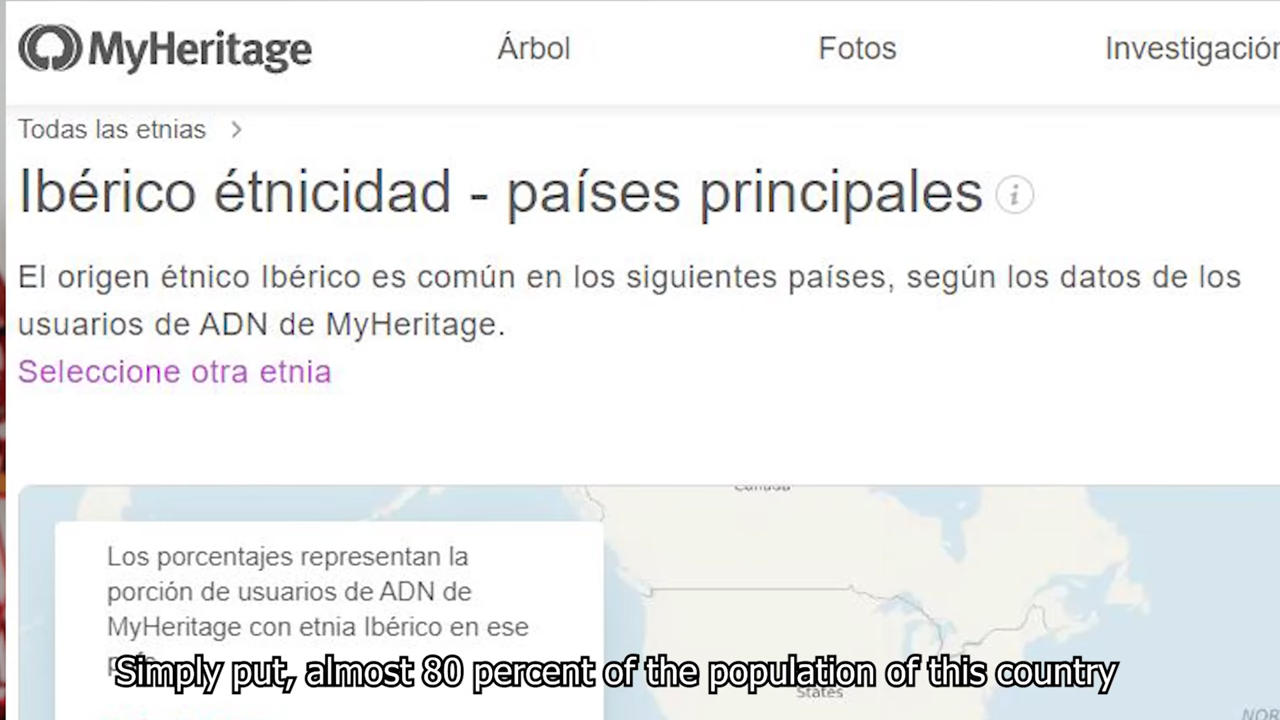 MyHeritage
Árbol
Fotos
Investigación
Todas las etnias
Ibérico étnicidad - países principales
El origen étnico Ibérico es común en los siguientes países, según los datos de los
usuarios de ADN de MyHeritage.
Seleccione otra etnia
Canada
Los porcentajes representan la
porción de usuarios de ADN de
MyHeritage con etnia Ibérico en ese
Simply put, almost 80 percent of the population of this country
States
NOR